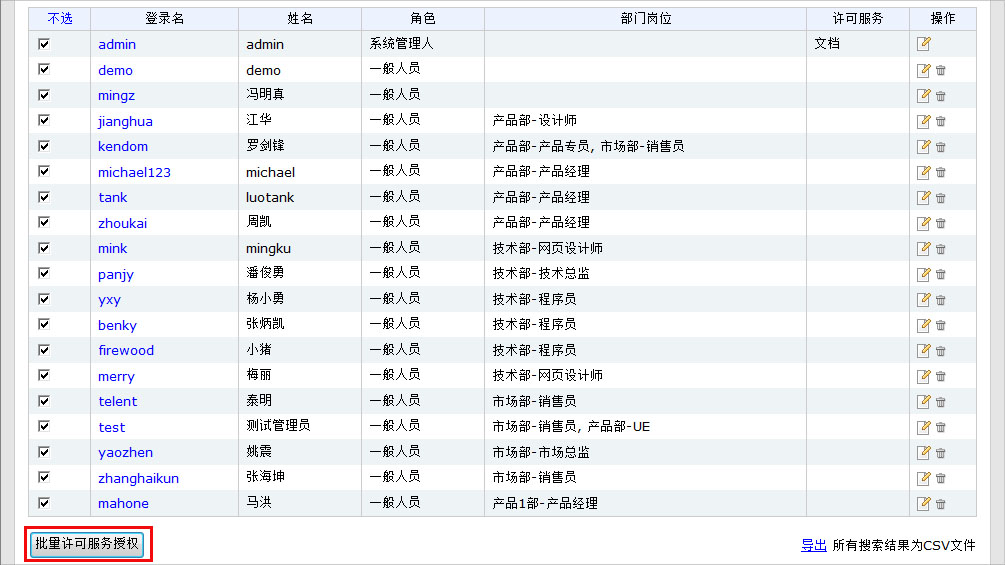 不选 登录名 姓名 角色 部门岗位 许可服务 操作
admin admin 系统管理人 文档
demo demo 一般人员
mingz 冯明真 一般人员
jianghua 江华 一般人员 产品部-设计师
kendom 罗剑锋 一般人员 产品部-产品专员, 市场部-销售员
michael123 michael 一般人员 产品部-产品经理
tank luotank 一般人员 产品部-产品经理
zhoukai 周凯 一般人员 产品部-产品经理
mink mingku 一般人员 技术部-网页设计师
panjy 潘俊勇 一般人员 技术部-技术总监
yxy 杨小勇 一般人员 技术部-程序员
benky 张炳凯 一般人员 技术部-程序员
firewood 小猪 一般人员 技术部-程序员
merry 梅丽 一般人员 技术部-网页设计师
telent 泰明 一般人员 市场部-销售员
test 测试管理员 一般人员 市场部-销售员, 产品部-UE
yaozhen 姚震 一般人员 市场部-市场总监
zhanghaikun 张海坤 一般人员 市场部-销售员
mahone 马洪 一般人员 产品1部-产品经理
批量许可服务授权
导出 所有搜索结果为CSV文件